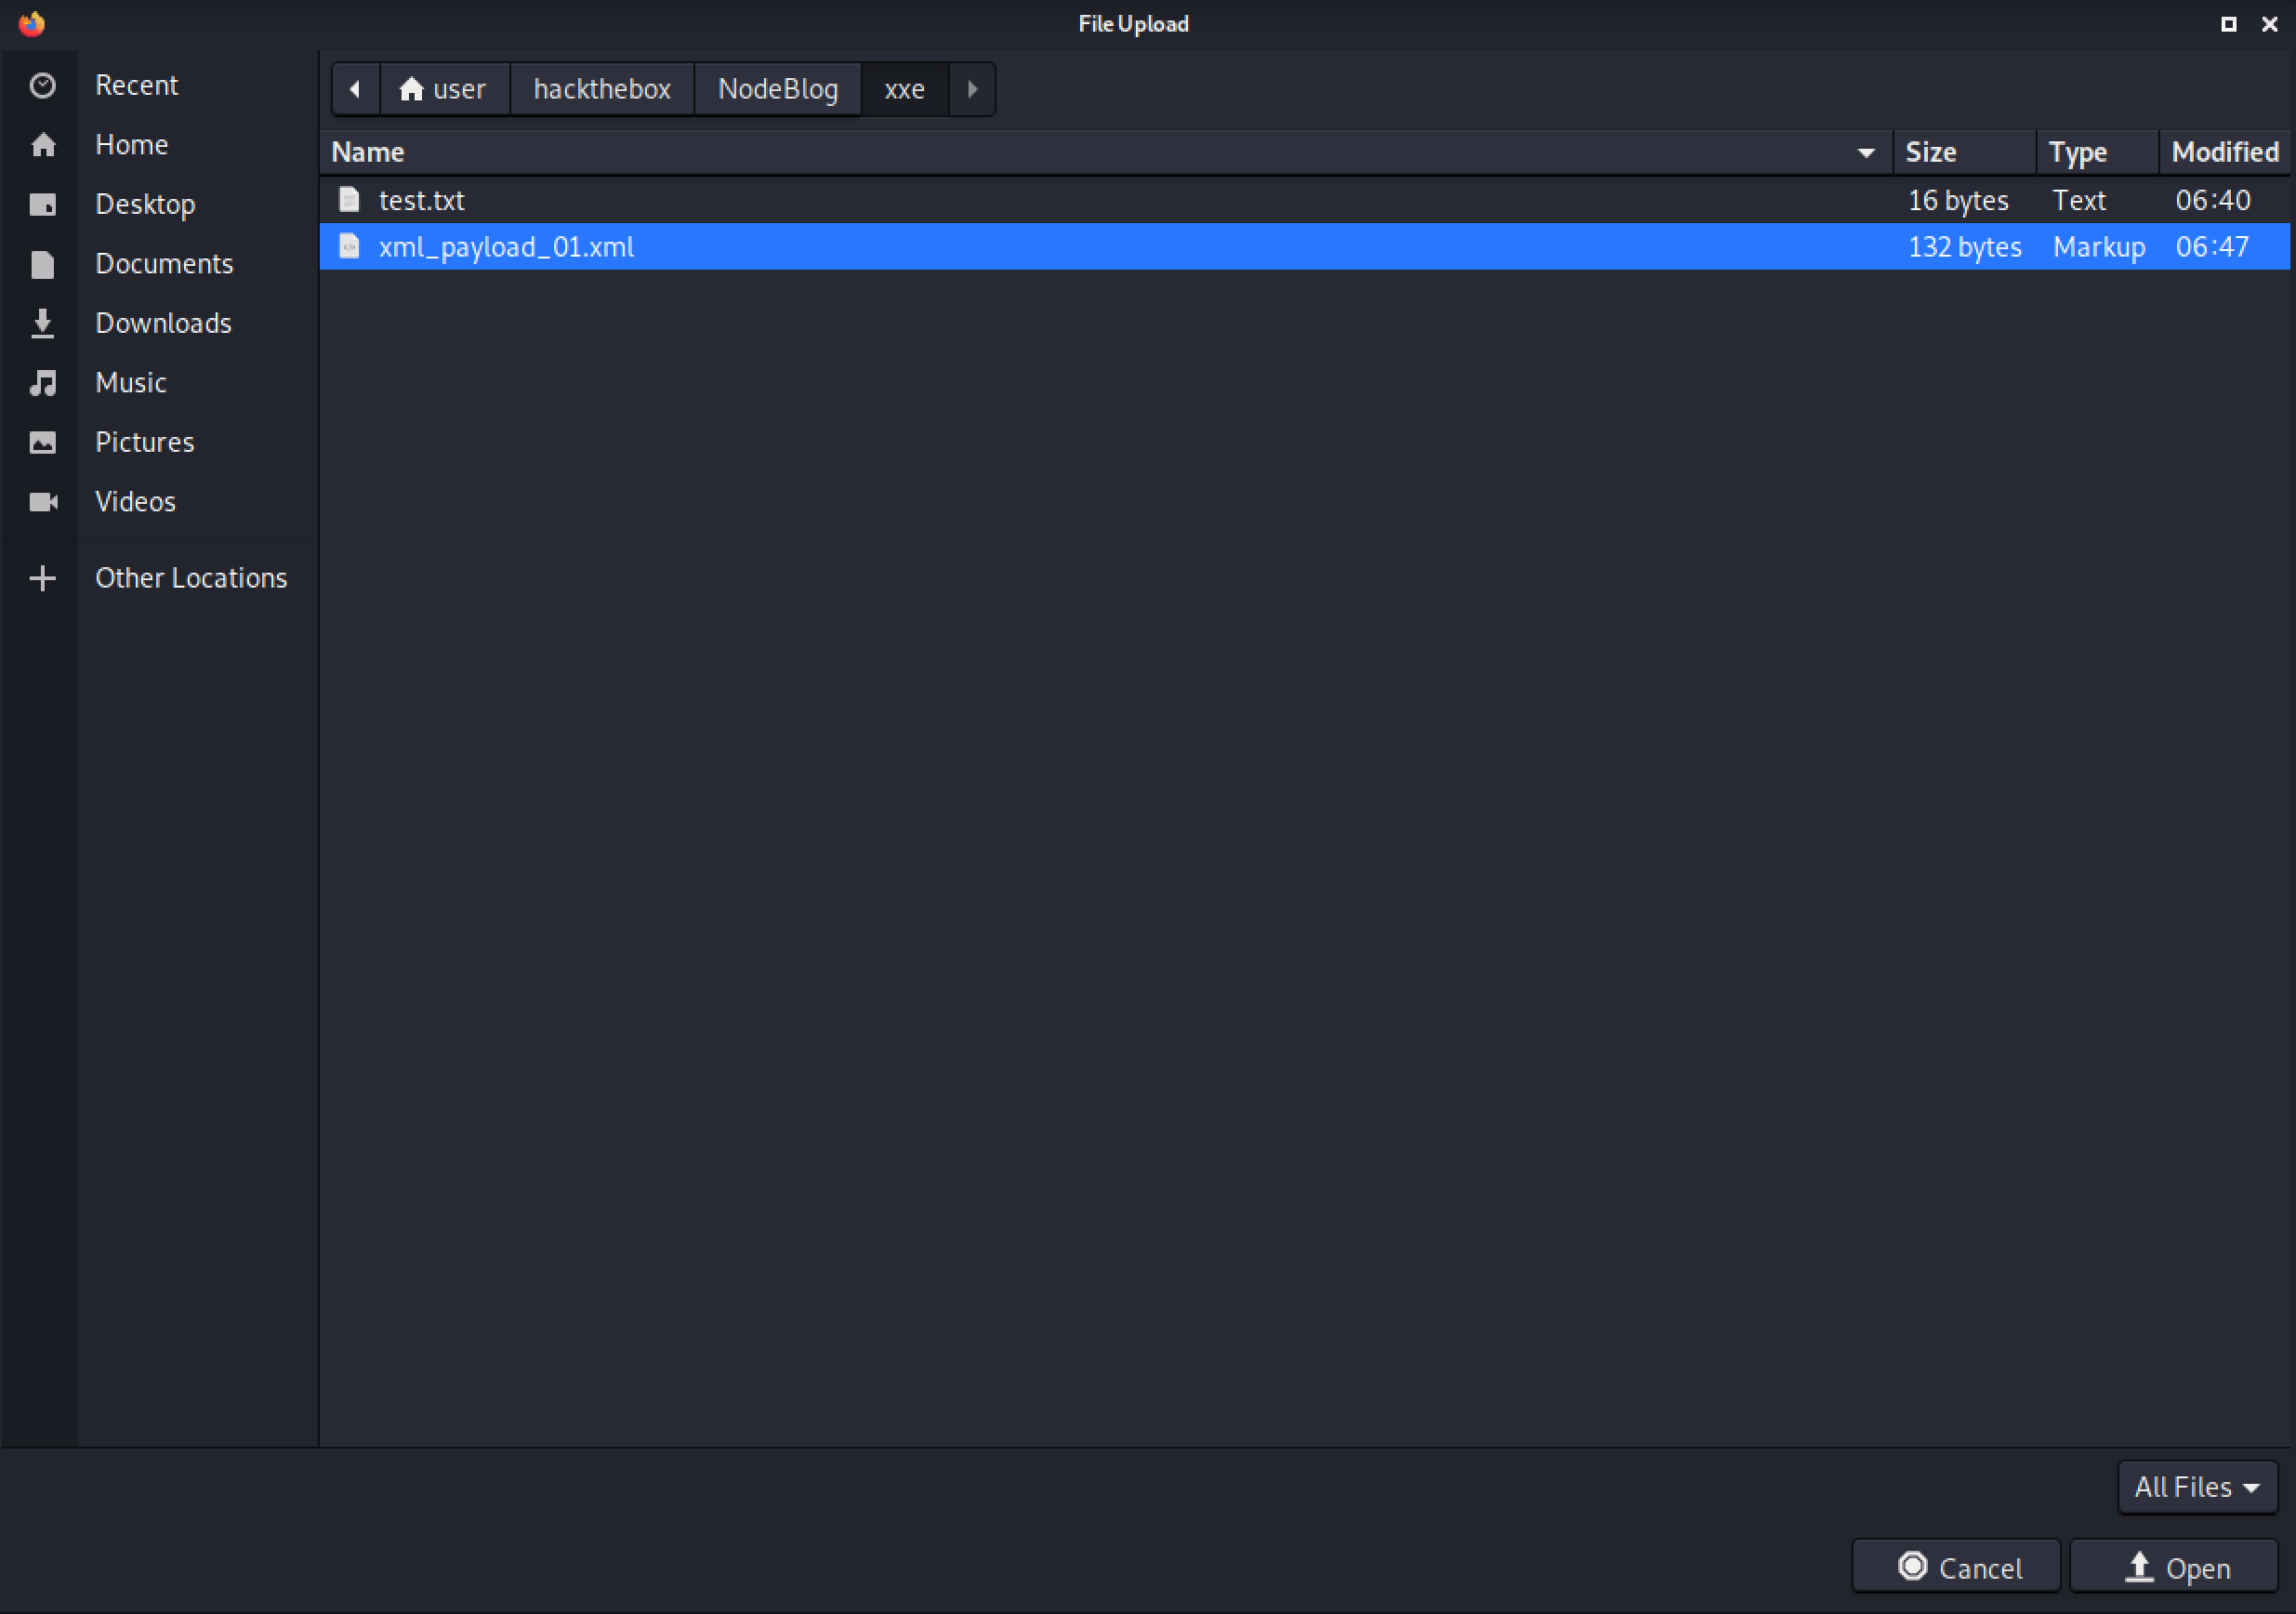 File Upload
Recent
Home
Desktop
Documents
Downloads
Music
Pictures
Videos
Other Locations
user hackthebox NodeBlog xxe
Name Size Type Modified
test.txt 16 bytes Text 06:40
xml_payload_01.xml 132 bytes Markup 06:47
All Files
Cancel Open